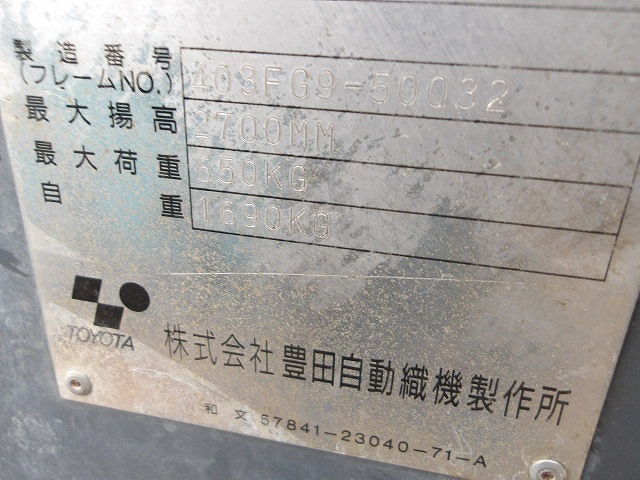 製造番号
(フレームNO.) 403FG9-50032
最大揚高 2700MM
最大荷重 650KG
自重 1690KG
TOYOTA 株式会社 豊田自動織機製作所
和文 57841-23040-71-A